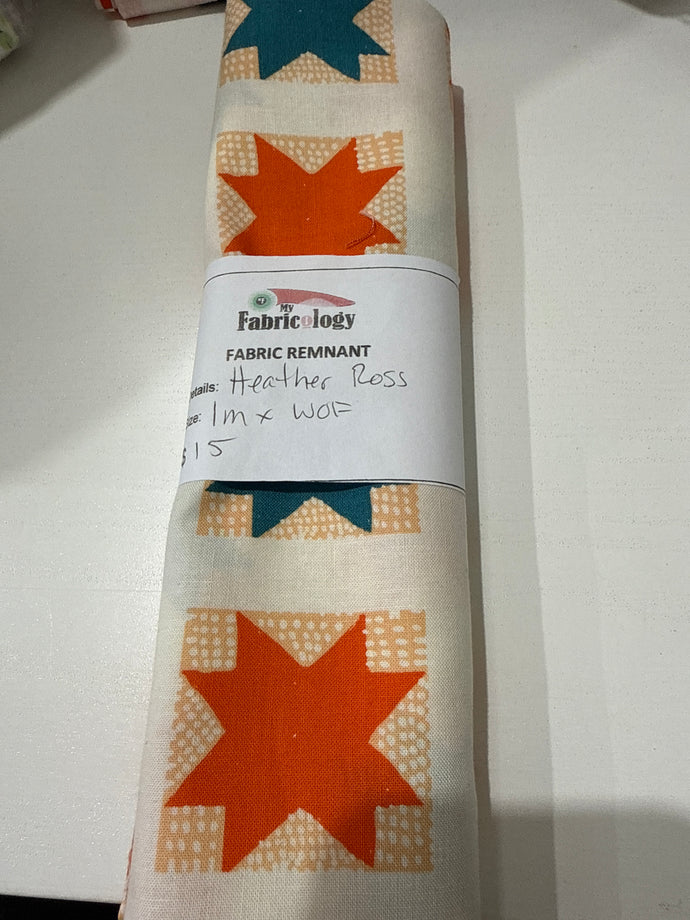 My
Fabricology
FABRIC REMNANT
etails: Heather Ross
ize: 1m x WOF
$15